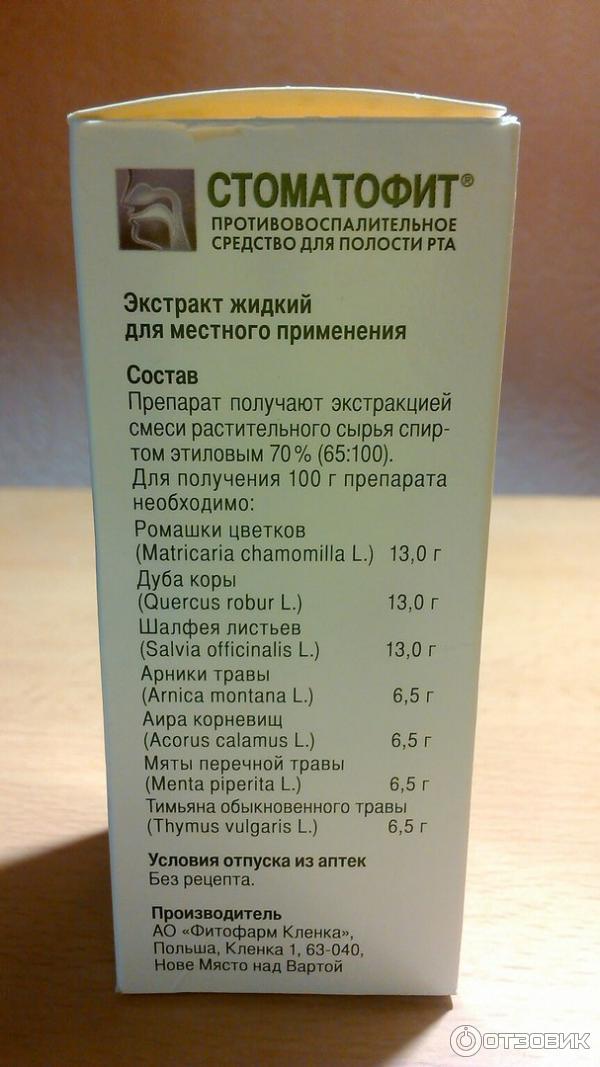 СТОМАТОФИТ®
ПРОТИВОВОСПАЛИТЕЛЬНОЕ
СРЕДСТВО ДЛЯ ПОЛОСТИ РТА
Экстракт жидкий
для местного применения
Состав
Препарат получают экстракцией
смеси растительного сырья спир-
том этиловым 70% (65:100).
Для получения 100 г препарата
необходимо:
Ромашки цветков
(Matricaria chamomilla L.) 13,0 г
Дуба коры
(Quercus robur L.) 13,0 г
Шалфея листьев
(Salvia officinalis L.) 13,0 г
Арники травы
(Arnica montana L.) 6,5 г
Аира корневищ
(Acorus calamus L.) 6,5 г
Мяты перечной травы
(Menta piperita L.) 6,5 г
Тимьяна обыкновенного травы
(Thymus vulgaris L.) 6,5 г
Условия отпуска из аптек
Без рецепта.
Производитель
АО «Фитофарм Кленка»,
Польша, Кленка 1, 63-040,
Нове Място над Вартой
ОТЗОВИК